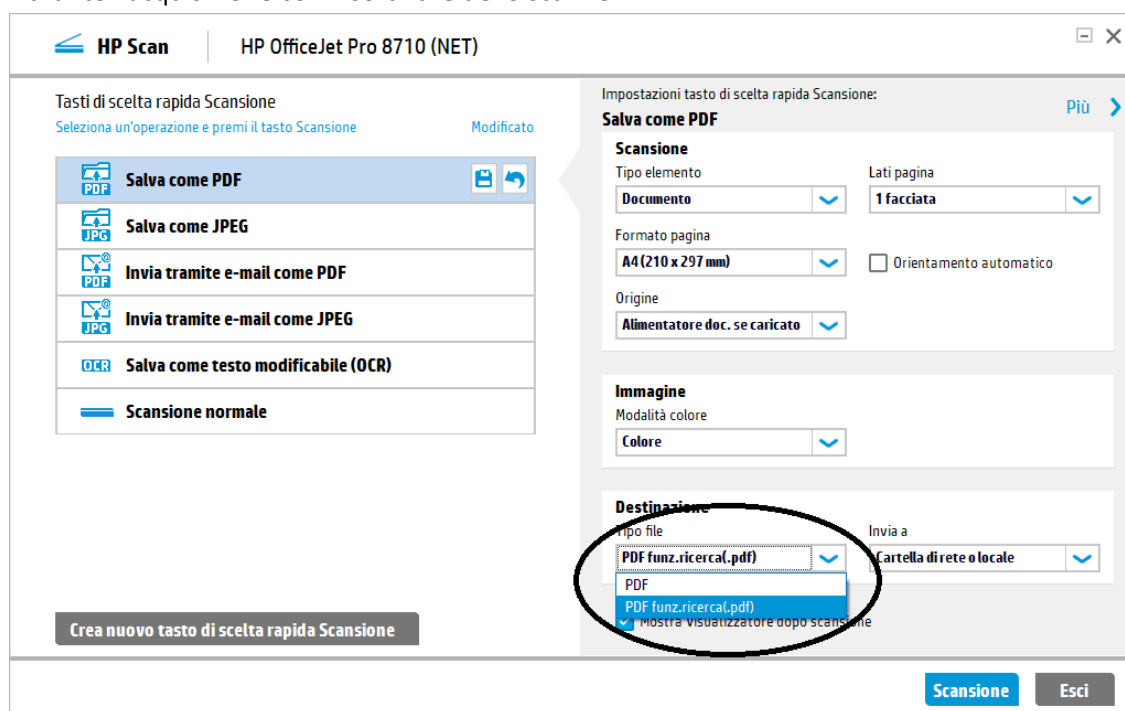 HP Scan HP OfficeJet Pro 8710 (NET)
Tasti di scelta rapida Scansione
Seleziona un'operazione e premi il tasto Scansione Modificato
PDF Salva come PDF
JPG Salva come JPEG
PDF Invia tramite e-mail come PDF
JPG Invia tramite e-mail come JPEG
OCR Salva come testo modificabile (OCR)
Scansione normale
Crea nuovo tasto di scelta rapida Scansione
Impostazioni tasto di scelta rapida Scansione:
Salva come PDF Più
Scansione
Tipo elemento Lati pagina
Documento 1 facciata
Formato pagina
A4 (210 x 297 mm) Orientamento automatico
Origine
Alimentatore doc. se caricato
Immagine
Modalità colore
Colore
Destinazione
Tipo file Invia a
PDF funz.ricerca(.pdf) Cartella di rete o locale
PDF
PDF funz.ricerca(.pdf)
Mostra Visualizzatore dopo scansione
Scansione Esci